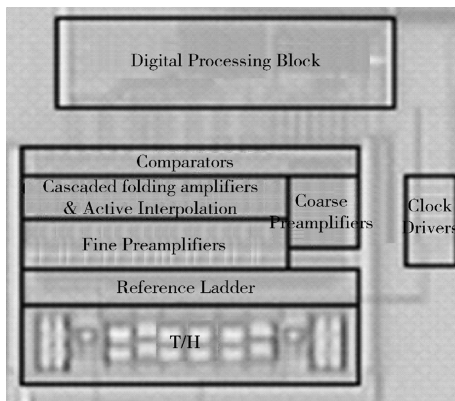 Digital Processing Block
Comparators
Cascaded folding amplifiers
& Active Interpolation
Coarse
Preamplifiers
Fine Preamplifiers
Clock
Drivers
Reference Ladder
T/H